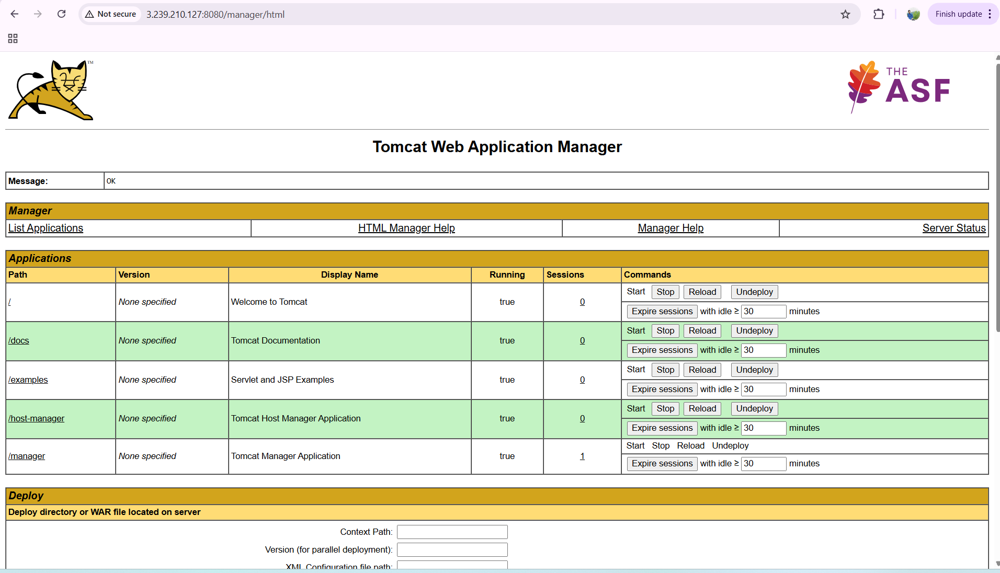 Not secure 3.239.210.127:8080/manager/html Finish update
TM
THE
ASF
Tomcat Web Application Manager
Message: OK
Manager
List Applications HTML Manager Help Manager Help Server Status
Applications
Path Version Display Name Running Sessions Commands
/ None specified Welcome to Tomcat true 0 Start Stop Reload Undeploy
Expire sessions with idle ≥ 30 minutes
/docs None specified Tomcat Documentation true 0 Start Stop Reload Undeploy
Expire sessions with idle ≥ 30 minutes
/examples None specified Servlet and JSP Examples true 0 Start Stop Reload Undeploy
Expire sessions with idle ≥ 30 minutes
/host-manager None specified Tomcat Host Manager Application true 0 Start Stop Reload Undeploy
Expire sessions with idle ≥ 30 minutes
/manager None specified Tomcat Manager Application true 1 Start Stop Reload Undeploy
Expire sessions with idle ≥ 30 minutes
Deploy
Deploy directory or WAR file located on server
Context Path:
Version (for parallel deployment):
XML Configuration file path: